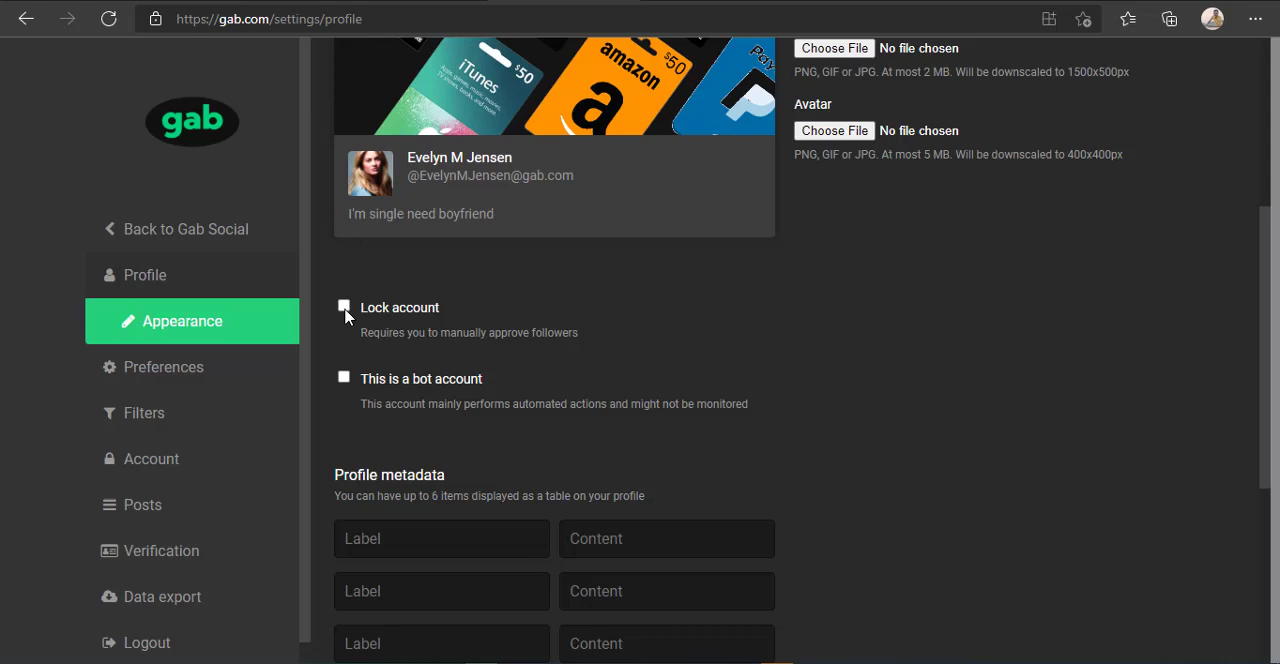 https://gab.com/settings/profile
Choose File No file chosen
PNG, GIF or JPG. At most 2 MB. Will be downscaled to 1500x500px
Avatar
Choose File No file chosen
PNG, GIF or JPG. At most 5 MB. Will be downscaled to 400x400px
iTunes
$50
amazon
$50
gab
Back to Gab Social
Profile
Appearance
Preferences
Filters
Account
Posts
Verification
Data export
Logout
Evelyn M Jensen
@EvelynMJensen@gab.com
I'm single need boyfriend
Lock account
Requires you to manually approve followers
This is a bot account
This account mainly performs automated actions and might not be monitored
Profile metadata
You can have up to 6 items displayed as a table on your profile
Label Content
Label Content
Label Content